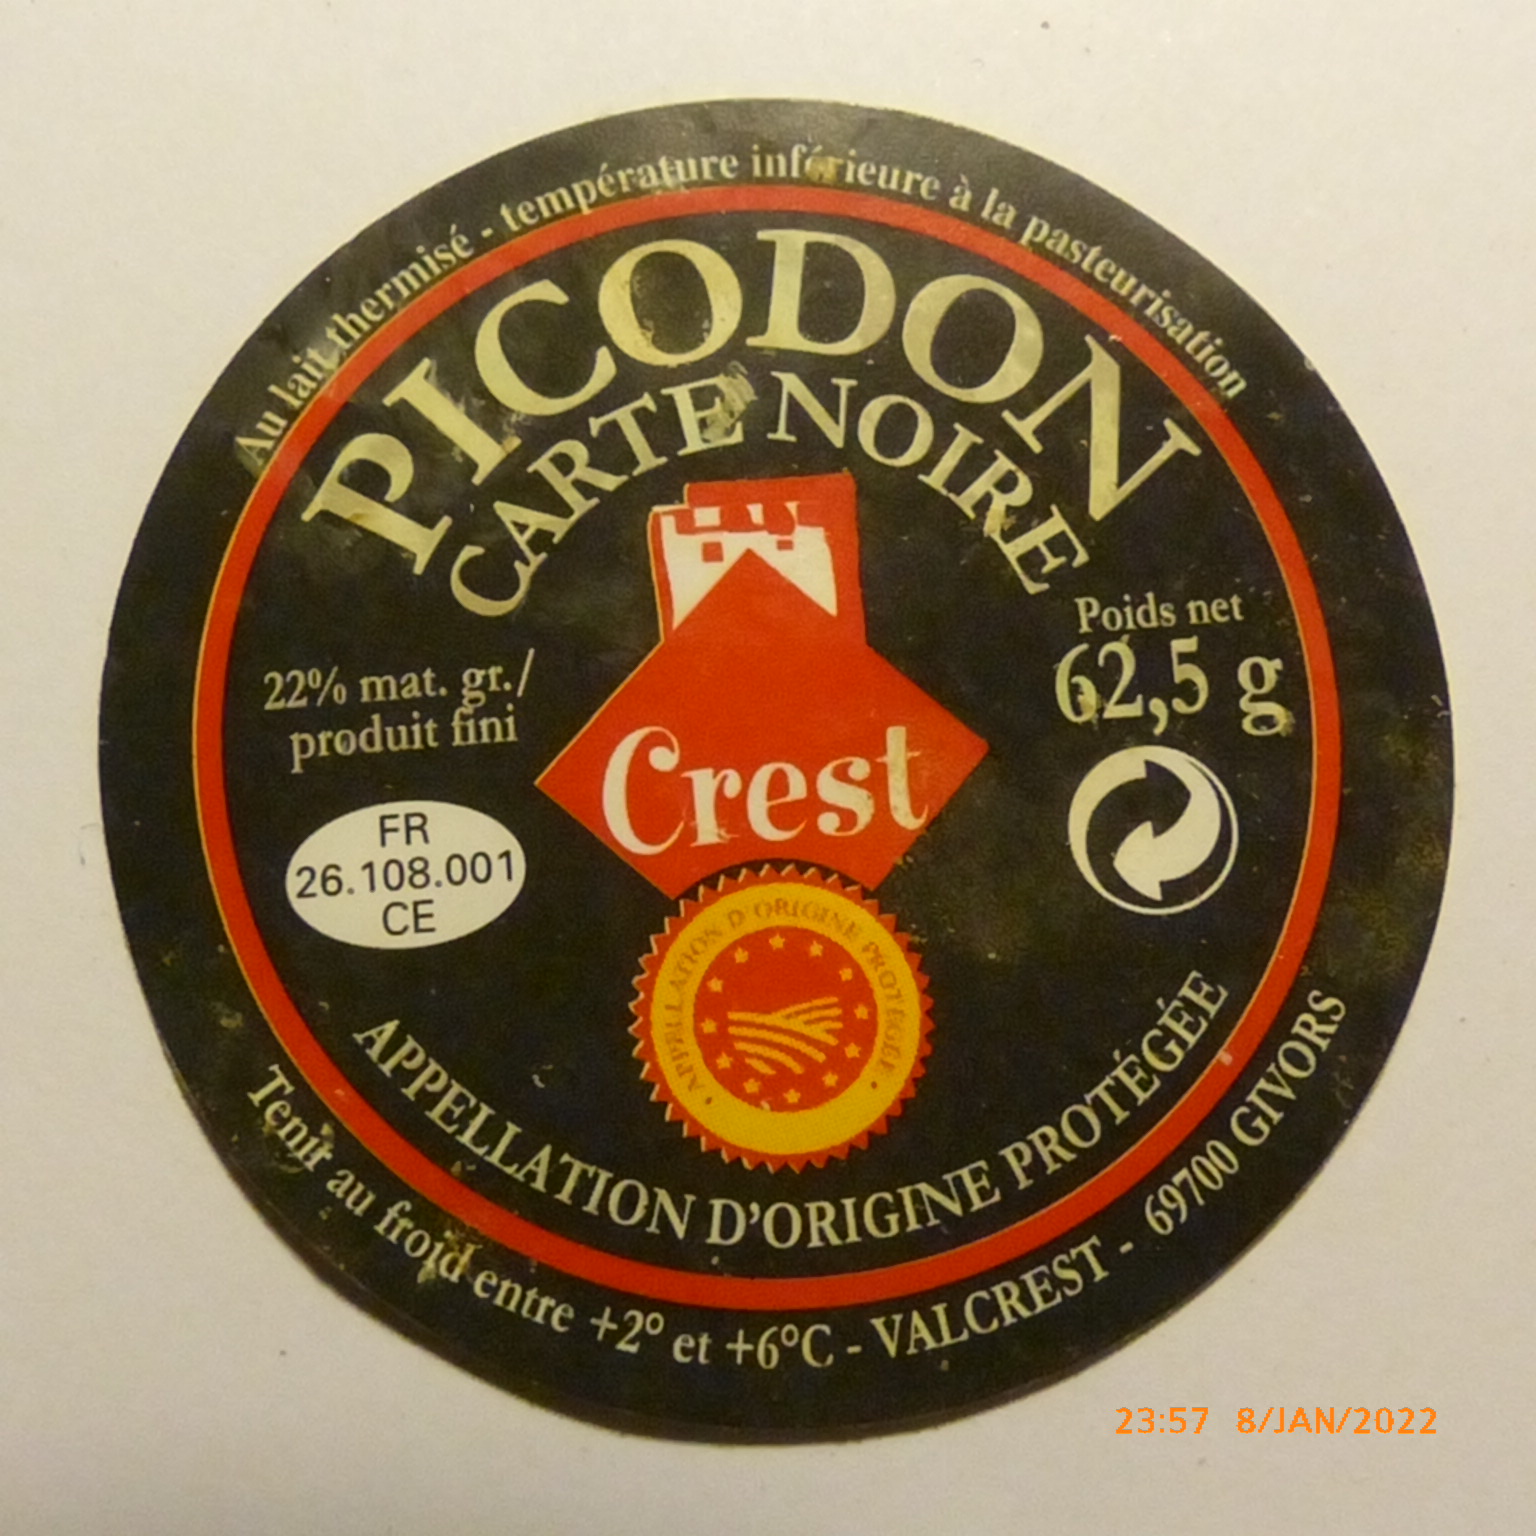 Au lait thermisé - température inférieure à la pasteurisation
PICODON
CARTE NOIRE
Poids net
62,5 g
22% mat. gr./
produit fini
Crest
FR
26.108.001
CE
APPELLATION D'ORIGINE PROTÉGÉE
APPELLATION D'ORIGINE PROTÉGÉE
Tenir au froid entre +2° et +6°C - VALCREST - 69700 GIVORS
23:57 8/JAN/2022